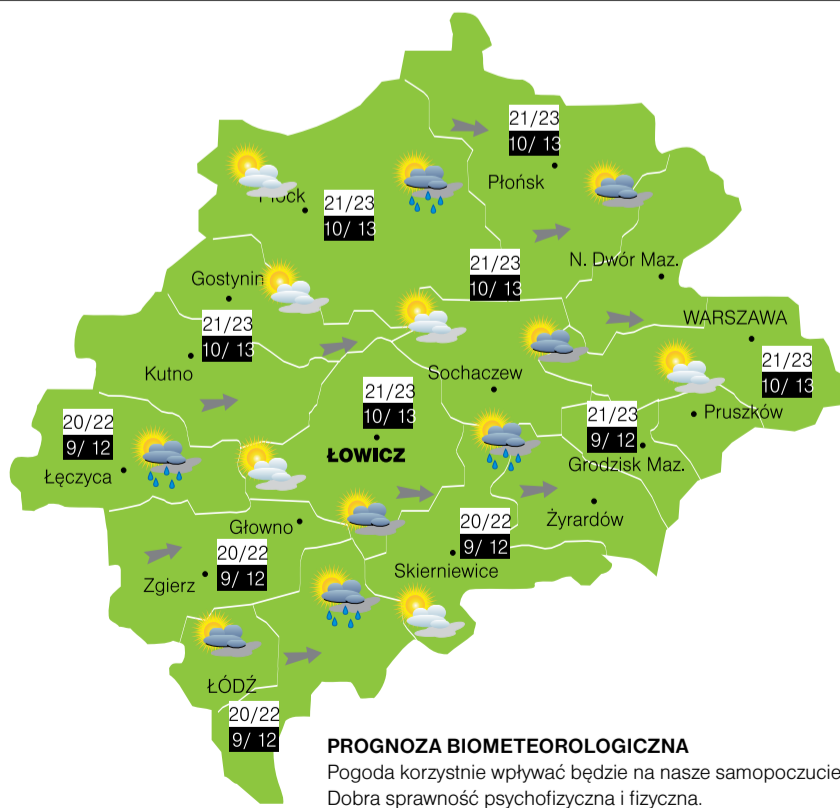 21/23
10/ 13
Płońsk
Płock
21/23
10/ 13
N. Dwór Maz.
21/23
10/ 13
Gostynin
WARSZAWA
21/23
10/ 13
Kutno
21/23
10/ 13
Sochaczew
21/23
10/ 13
ŁOWICZ
Pruszków
21/23
9/ 12
Grodzisk Maz.
20/22
9/ 12
Łęczyca
Żyrardów
Głowno
20/22
9/ 12
Skierniewice
20/22
9/ 12
Zgierz
ŁÓDŹ
20/22
9/ 12
PROGNOZA BIOMETEOROLOGICZNA
Pogoda korzystnie wpływać będzie na nasze samopoczucie
Dobra sprawność psychofizyczna i fizyczna.